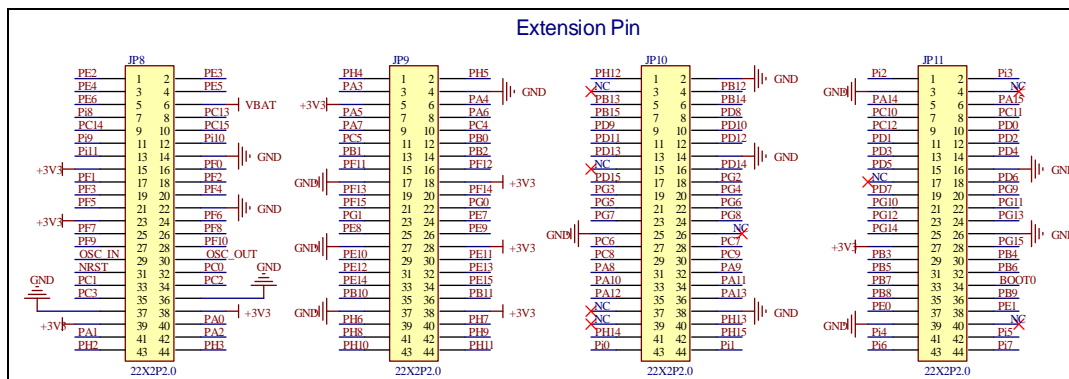 Extension Pin
JP8
PE2 1 2 PE3
PE4 3 4 PE5
PE6 5 6 VBAT
Pi8 7 8 PC13
PC14 9 10 PC15
Pi9 11 12 Pi10
Pi11 13 14 GND
+3V3 15 16 PF0
PF1 17 18 PF2
PF3 19 20 PF4
PF5 21 22 GND
+3V3 23 24 PF6
PF7 25 26 PF8
PF9 27 28 PF10
OSC_IN 29 30 OSC_OUT
NRST 31 32 PC0
PC1 33 34 PC2
PC3 35 36 GND
GND 37 38 +3V3
+3V3 39 40 PA0
PA1 41 42 PA2
PH2 43 44 PH3
22X2P2.0
JP9
PH4 1 2 PH5
PA3 3 4 GND
+3V3 5 6 PA4
PA5 7 8 PA6
PA7 9 10 PC4
PC5 11 12 PB0
PB1 13 14 PB2
PF11 15 16 PF12
GND 17 18 +3V3
PF13 19 20 PF14
PF15 21 22 PG0
PG1 23 24 PE7
PE8 25 26 PE9
GND 27 28 +3V3
PE10 29 30 PE11
PE12 31 32 PE13
PE14 33 34 PE15
PB10 35 36 PB11
GND 37 38 +3V3
PH6 39 40 PH7
PH8 41 42 PH9
PH10 43 44 PH11
22X2P2.0
JP10
PH12 1 2 GND
NC 3 4 PB12
PB13 5 6 PB14
PB15 7 8 PD8
PD9 9 10 PD10
PD11 11 12 PD12
PD13 13 14 GND
NC 15 16 PD14
PD15 17 18 PG2
PG3 19 20 PG4
PG5 21 22 PG6
PG7 23 24 PG8
GND 25 26 NC
PC6 27 28 PC7
PC8 29 30 PC9
PA8 31 32 PA9
PA10 33 34 PA11
PA12 35 36 PA13
NC 37 38 GND
NC 39 40 PH13
PH14 41 42 PH15
Pi0 43 44 Pi1
22X2P2.0
JP11
Pi2 1 2 Pi3
GND 3 4 NC
PA14 5 6 PA15
PC10 7 8 PC11
PC12 9 10 PD0
PD1 11 12 PD2
PD3 13 14 PD4
PD5 15 16 GND
NC 17 18 PD6
PD7 19 20 PG9
PG10 21 22 PG11
PG12 23 24 PG13
PG14 25 26 GND
+3V3 27 28 PG15
PB3 29 30 PB4
PB5 31 32 PB6
PB7 33 34 BOOT0
PB8 35 36 PB9
PE0 37 38 PE1
GND 39 40 NC
Pi4 41 42 Pi5
Pi6 43 44 Pi7
22X2P2.0